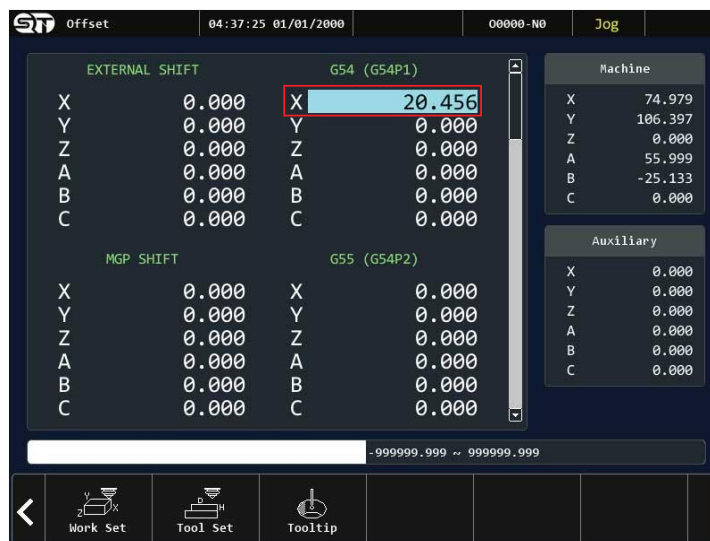 ST Offset 04:37:25 01/01/2000 O0000-N0 Jog
EXTERNAL SHIFT G54 (G54P1)
X 0.000 X 20.456
Y 0.000 Y 0.000
Z 0.000 Z 0.000
A 0.000 A 0.000
B 0.000 B 0.000
C 0.000 C 0.000
MGP SHIFT G55 (G54P2)
X 0.000 X 0.000
Y 0.000 Y 0.000
Z 0.000 Z 0.000
A 0.000 A 0.000
B 0.000 B 0.000
C 0.000 C 0.000
Machine
X 74.979
Y 106.397
Z 0.000
A 55.999
B -25.133
C 0.000
Auxiliary
X 0.000
Y 0.000
Z 0.000
A 0.000
B 0.000
C 0.000
-999999.999 ~ 999999.999
Y
Z X
Work Set
D H
Tool Set
Tooltip